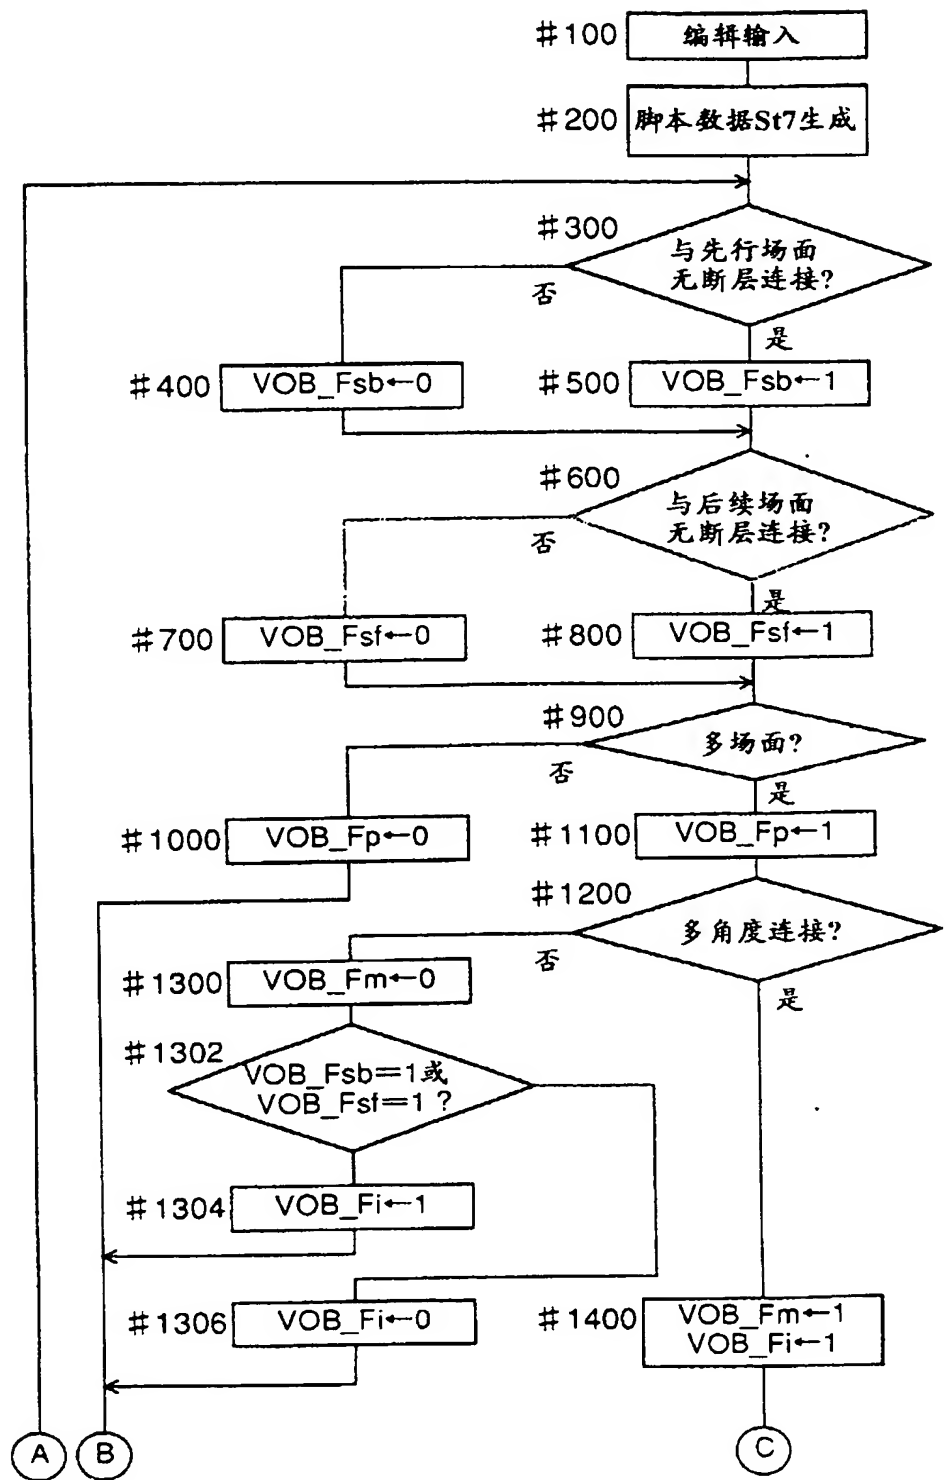 #100 编辑输入
#200 脚本数据St7生成
#300 与先行场面
无断层连接?
否
是
#400 VOB_Fsb←0
#500 VOB_Fsb←1
#600
与后续场面
无断层连接?
否
是
#700 VOB_Fsf←0
#800 VOB_Fsf←1
#900
多场面?
否
是
#1000 VOB_Fp←0
#1100 VOB_Fp←1
#1200
多角度连接?
否
是
#1300 VOB_Fm←0
#1302
VOB_Fsb=1或
VOB_Fsf=1 ?
#1304 VOB_Fi←1
#1306 VOB_Fi←0
#1400 VOB_Fm←1
VOB_Fi←1
A
B
C